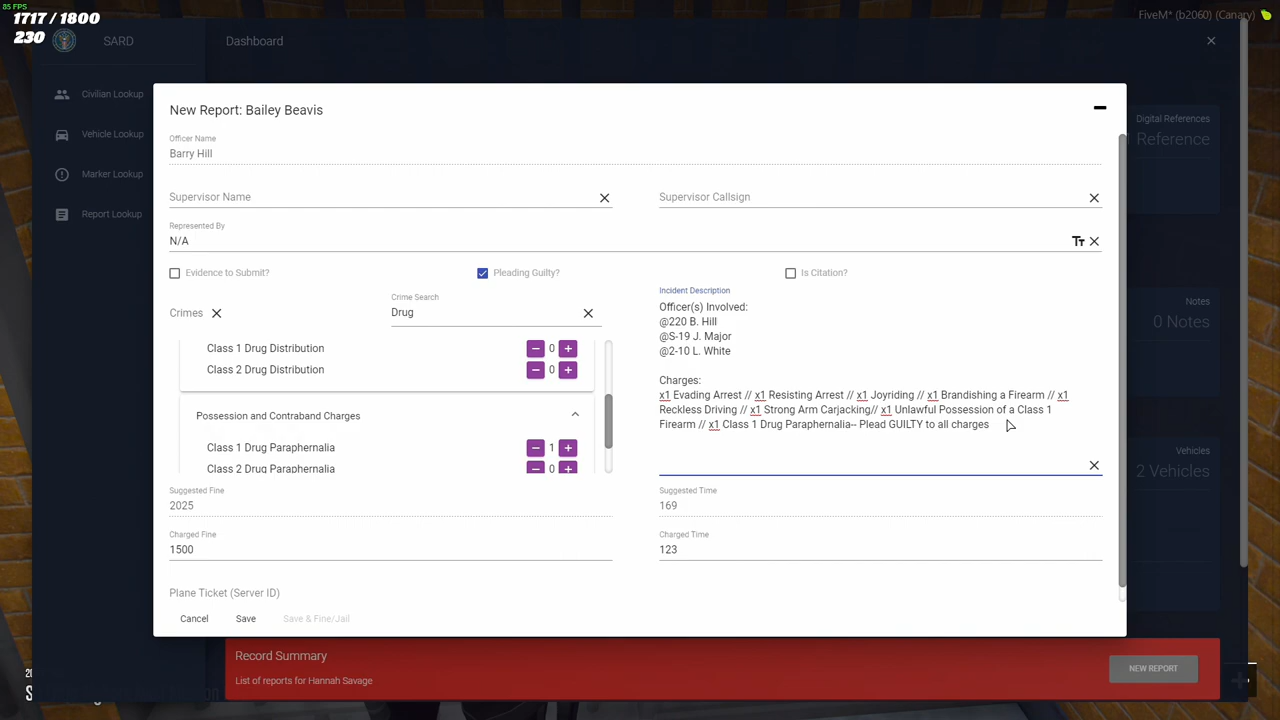 85 FPS
1717 / 1800
230
FiveM* (b2060) (Canary)
SARD
Dashboard
Civilian Lookup
Vehicle Lookup
Marker Lookup
Report Lookup
Digital References
1 Reference
Notes
0 Notes
Vehicles
2 Vehicles
New Report: Bailey Beavis
Officer Name
Barry Hill
Supervisor Name
Supervisor Callsign
Represented By
N/A
Evidence to Submit?
Pleading Guilty?
Is Citation?
Crimes
Crime Search
Drug
Class 1 Drug Distribution
0
Class 2 Drug Distribution
0
Possession and Contraband Charges
Class 1 Drug Paraphernalia
1
Class 2 Drug Paraphernalia
0
Incident Description
Officer(s) Involved:
@220 B. Hill
@S-19 J. Major
@2-10 L. White
Charges:
x1 Evading Arrest // x1 Resisting Arrest // x1 Joyriding // x1 Brandishing a Firearm // x1
Reckless Driving // x1 Strong Arm Carjacking// x1 Unlawful Possession of a Class 1
Firearm // x1 Class 1 Drug Paraphernalia-- Plead GUILTY to all charges
Suggested Fine
2025
Suggested Time
169
Charged Fine
1500
Charged Time
123
Plane Ticket (Server ID)
Cancel
Save
Save & Fine/Jail
Record Summary
List of reports for Hannah Savage
NEW REPORT